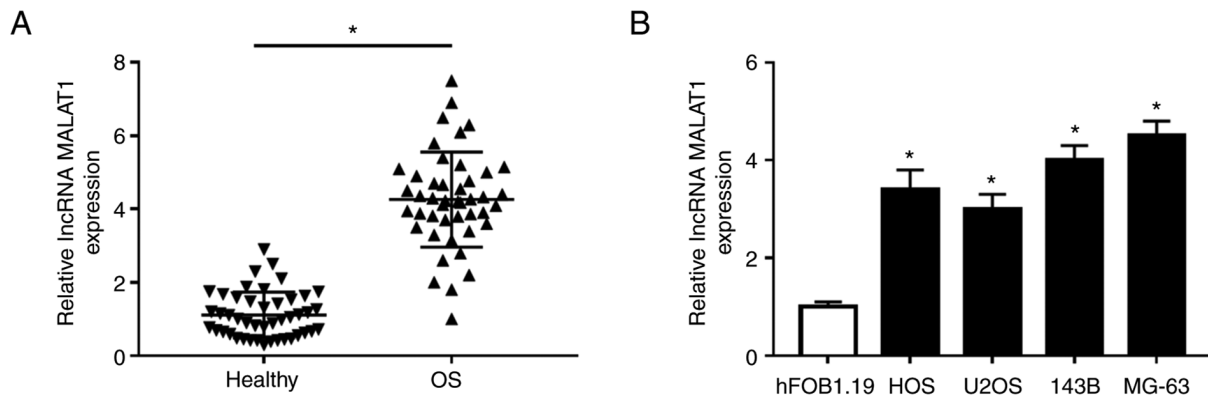 A
*
Relative lncRNA MALAT1
expression
8
6
4
2
0
Healthy
OS
B
Relative lncRNA MALAT1
expression
6
4
2
0
*
*
*
*
hFOB1.19
HOS
U2OS
143B
MG-63